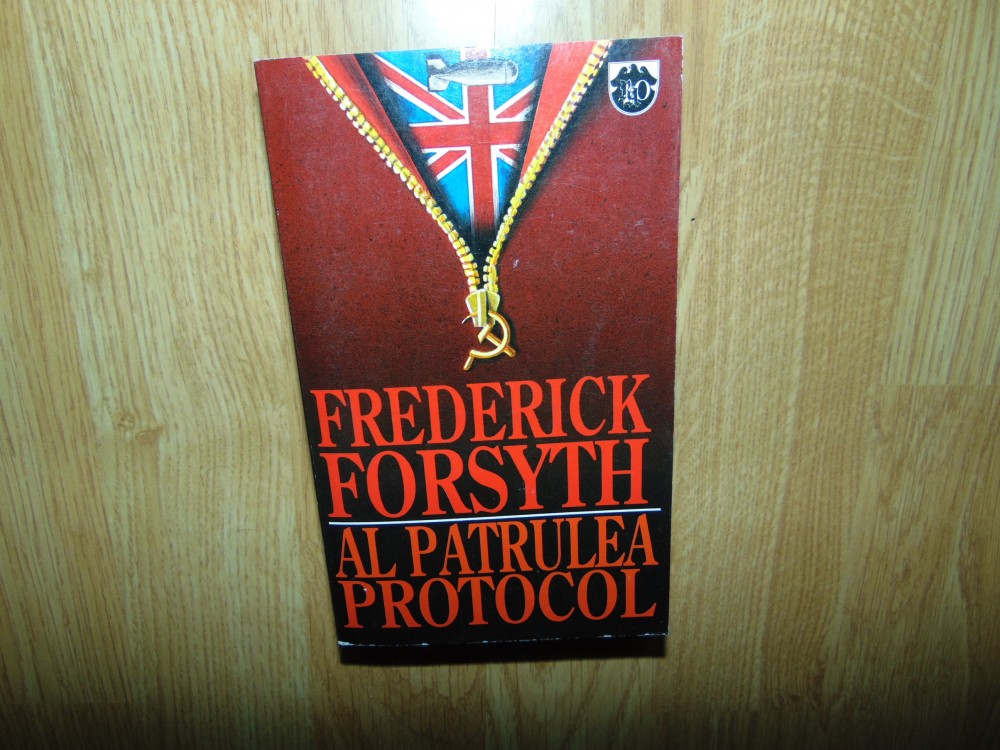 FREDERICK
FORSYTH
AL PATRULEA
PROTOCOL